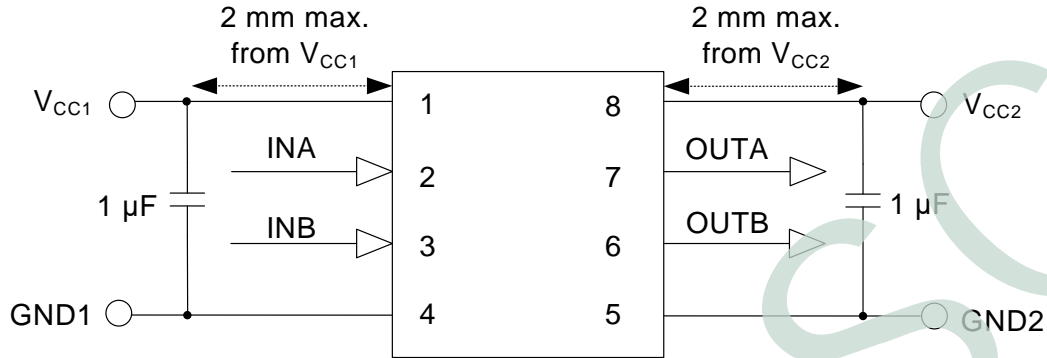 2 mm max.
from VCC1
2 mm max.
from VCC2
VCC1
1
8
VCC2
INA
OUTA
2
7
1 µF
1 µF
INB
OUTB
3
6
GND1
4
5
GND2